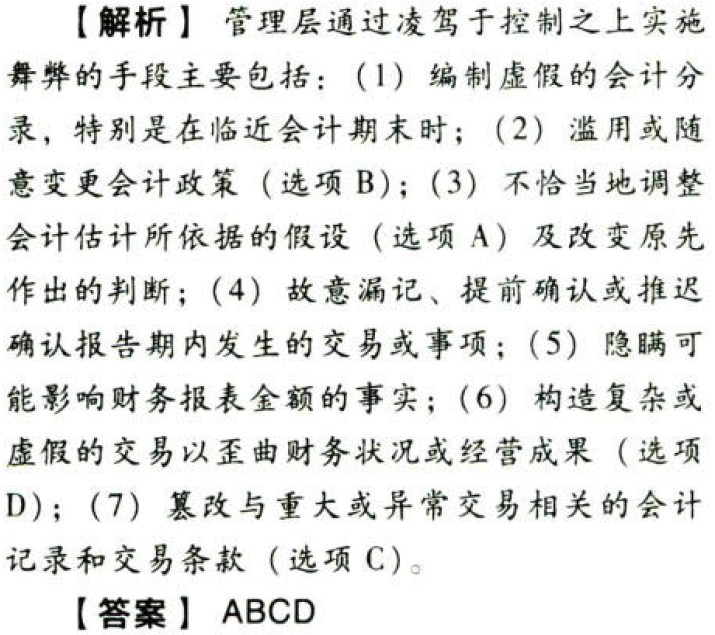 【解析】 管理层通过凌驾于控制之上实施
舞弊的手段主要包括：（1） 编制虚假的会计分
录，特别是在临近会计期末时；（2） 滥用或随
意变更会计政策（选项 B）；（3） 不恰当地调整
会计估计所依据的假设（选项 A）及改变原先
作出的判断；（4） 故意漏记、提前确认或推迟
确认报告期内发生的交易或事项；（5） 隐瞒可
能影响财务报表金额的事实；（6） 构造复杂或
虚假的交易以歪曲财务状况或经营成果（选项
D）；（7） 篡改与重大或异常交易相关的会计
记录和交易条款（选项 C）。
【答案】 ABCD